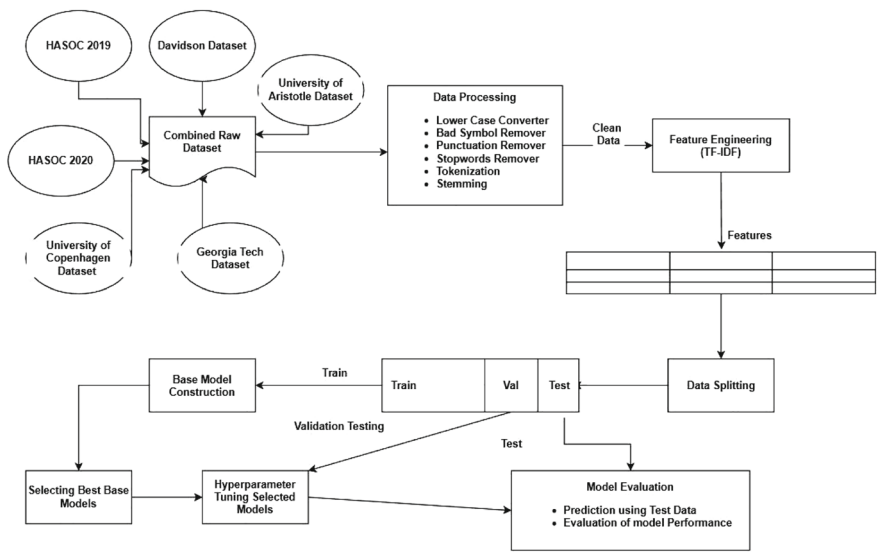 HASOC 2019
Davidson Dataset
University of
Aristotle Dataset
Combined Raw
Dataset
HASOC 2020
University of
Copenhagen
Dataset
Georgia Tech
Dataset
Data Processing
• Lower Case Converter
• Bad Symbol Remover
• Punctuation Remover
• Stopwords Remover
• Tokenization
• Stemming
Clean
Data
Feature Engineering
(TF-IDF)
Features
Data Splitting
Train
Val
Test
Train
Base Model
Construction
Validation Testing
Test
Selecting Best Base
Models
Hyperparameter
Tuning Selected
Models
Model Evaluation
• Prediction using Test Data
• Evaluation of model Performance